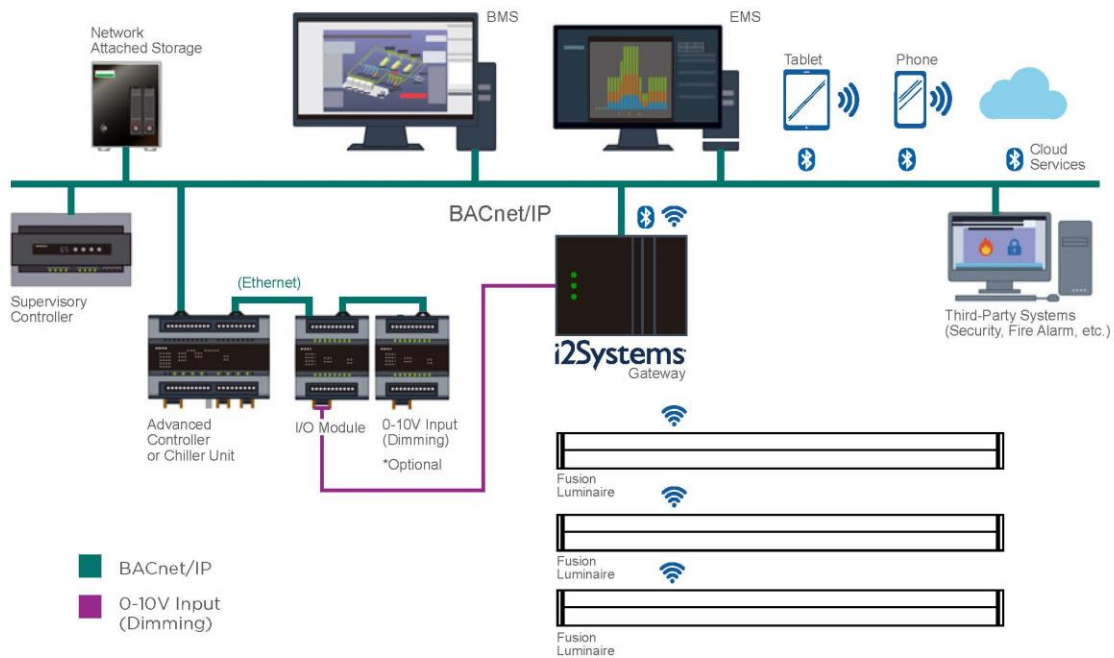 Network
Attached Storage
BMS
EMS
Tablet
Phone
Cloud
Services
BACnet/IP
Supervisory
Controller
(Ethernet)
i2Systems
Gateway
Third-Party Systems
(Security, Fire Alarm, etc.)
Advanced
Controller
or Chiller Unit
I/O Module
0-10V Input
(Dimming)
*Optional
Fusion
Luminaire
Fusion
Luminaire
Fusion
Luminaire
BACnet/IP
0-10V Input
(Dimming)